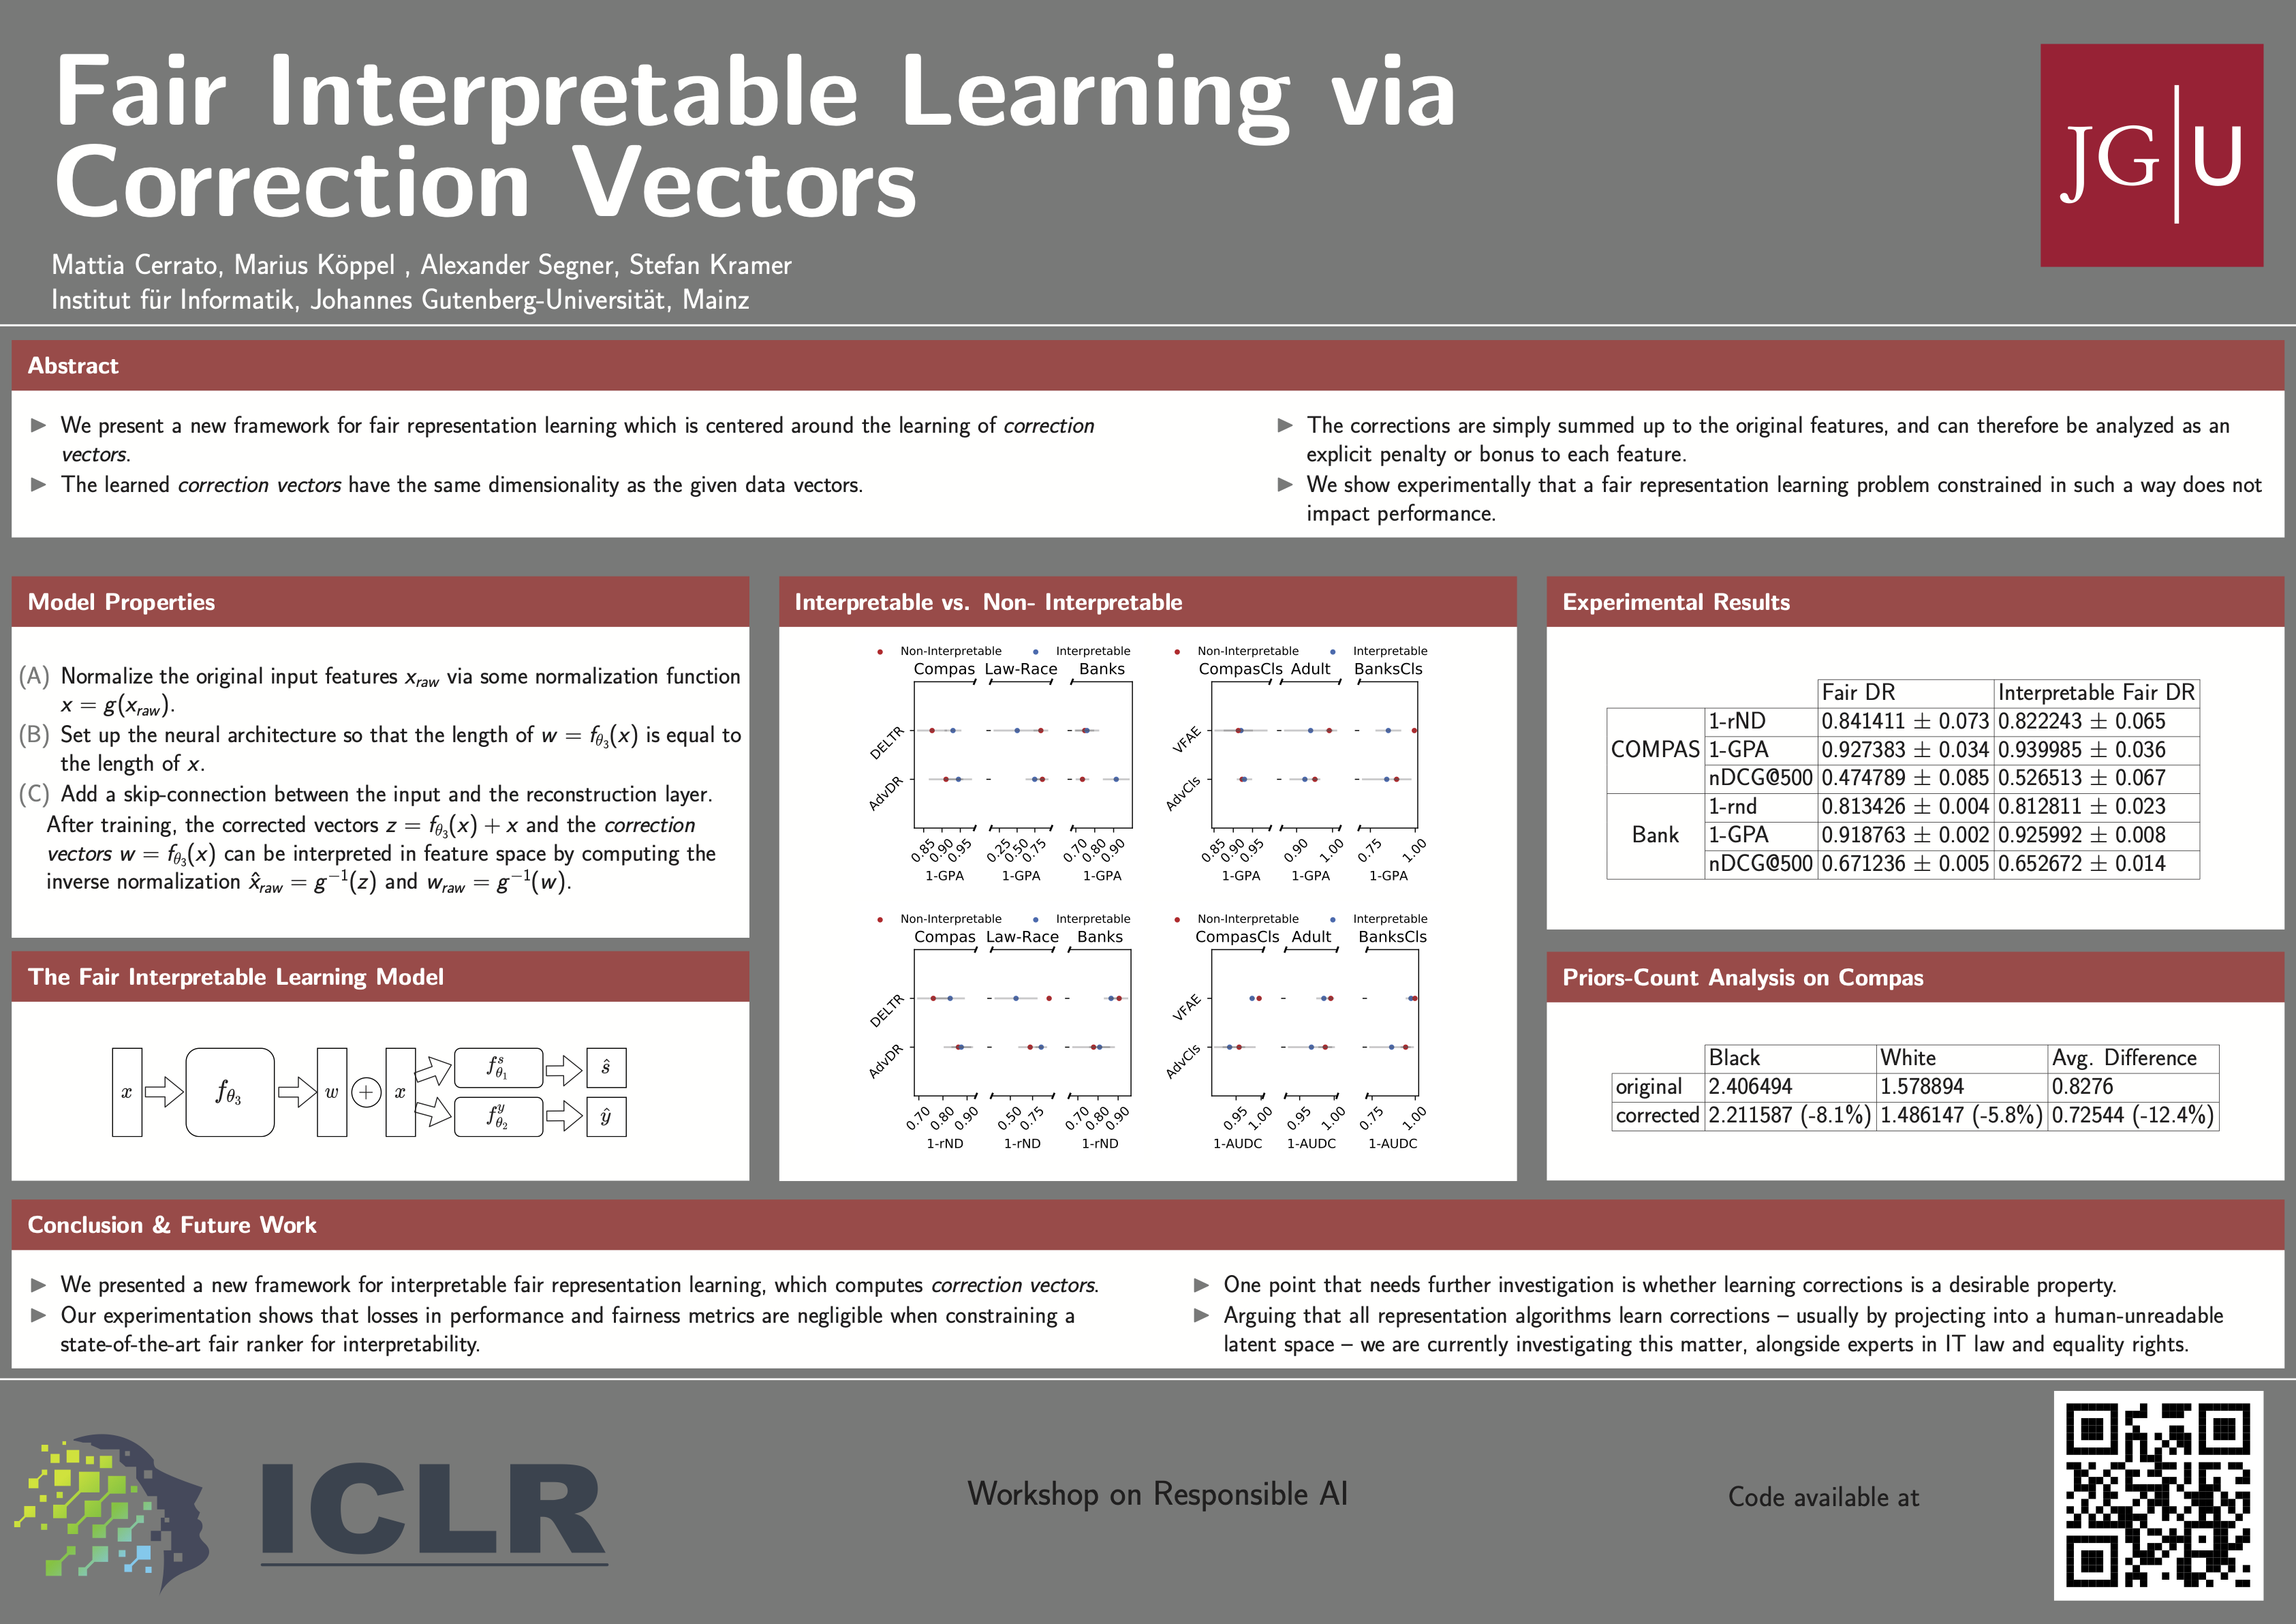 Fair Interpretable Learning via
Correction Vectors
Mattia Cerrato, Marius Köppel , Alexander Segner, Stefan Kramer
Institut für Informatik, Johannes Gutenberg-Universität, Mainz
JG|U
Abstract
▶ We present a new framework for fair representation learning which is centered around the learning of correction
vectors.
▶ The learned correction vectors have the same dimensionality as the given data vectors.
▶ The corrections are simply summed up to the original features, and can therefore be analyzed as an
explicit penalty or bonus to each feature.
▶ We show experimentally that a fair representation learning problem constrained in such a way does not
impact performance.
Model Properties
(A) Normalize the original input features x_raw via some normalization function
x = g(x_raw).
(B) Set up the neural architecture so that the length of w = f_θ₃(x) is equal to
the length of x.
(C) Add a skip-connection between the input and the reconstruction layer.
After training, the corrected vectors z = f_θ₃(x) + x and the correction
vectors w = f_θ₃(x) can be interpreted in feature space by computing the
inverse normalization x̂_raw = g⁻¹(z) and w_raw = g⁻¹(w).
The Fair Interpretable Learning Model
x f_θ₃ w + x f^s_θ₁ ŝ
f^y_θ₂ ŷ
Interpretable vs. Non- Interpretable
Non-Interpretable Interpretable
Compas Law-Race Banks
DELTR
AdvDR
0.85 0.90 0.95 0.25 0.50 0.75 0.70 0.80 0.90
1-GPA 1-GPA 1-GPA
Non-Interpretable Interpretable
CompasCls Adult BanksCls
VFAE
AdvCls
0.85 0.90 0.95 0.90 1.00 0.75 1.00
1-GPA 1-GPA 1-GPA
Non-Interpretable Interpretable
Compas Law-Race Banks
DELTR
AdvDR
0.70 0.80 0.90 0.50 0.75 0.70 0.80 0.90
1-rND 1-rND 1-rND
Non-Interpretable Interpretable
CompasCls Adult BanksCls
VFAE
AdvCls
0.95 1.00 0.95 1.00 0.75 1.00
1-AUDC 1-AUDC 1-AUDC
Experimental Results
Fair DR Interpretable Fair DR
COMPAS
1-rND 0.841411 ± 0.073 0.822243 ± 0.065
1-GPA 0.927383 ± 0.034 0.939985 ± 0.036
nDCG@500 0.474789 ± 0.085 0.526513 ± 0.067
Bank
1-rnd 0.813426 ± 0.004 0.812811 ± 0.023
1-GPA 0.918763 ± 0.002 0.925992 ± 0.008
nDCG@500 0.671236 ± 0.005 0.652672 ± 0.014
Priors-Count Analysis on Compas
Black White Avg. Difference
original 2.406494 1.578894 0.8276
corrected 2.211587 (-8.1%) 1.486147 (-5.8%) 0.72544 (-12.4%)
Conclusion & Future Work
▶ We presented a new framework for interpretable fair representation learning, which computes correction vectors.
▶ Our experimentation shows that losses in performance and fairness metrics are negligible when constraining a
state-of-the-art fair ranker for interpretability.
▶ One point that needs further investigation is whether learning corrections is a desirable property.
▶ Arguing that all representation algorithms learn corrections – usually by projecting into a human-unreadable
latent space – we are currently investigating this matter, alongside experts in IT law and equality rights.
ICLR
Workshop on Responsible AI
Code available at